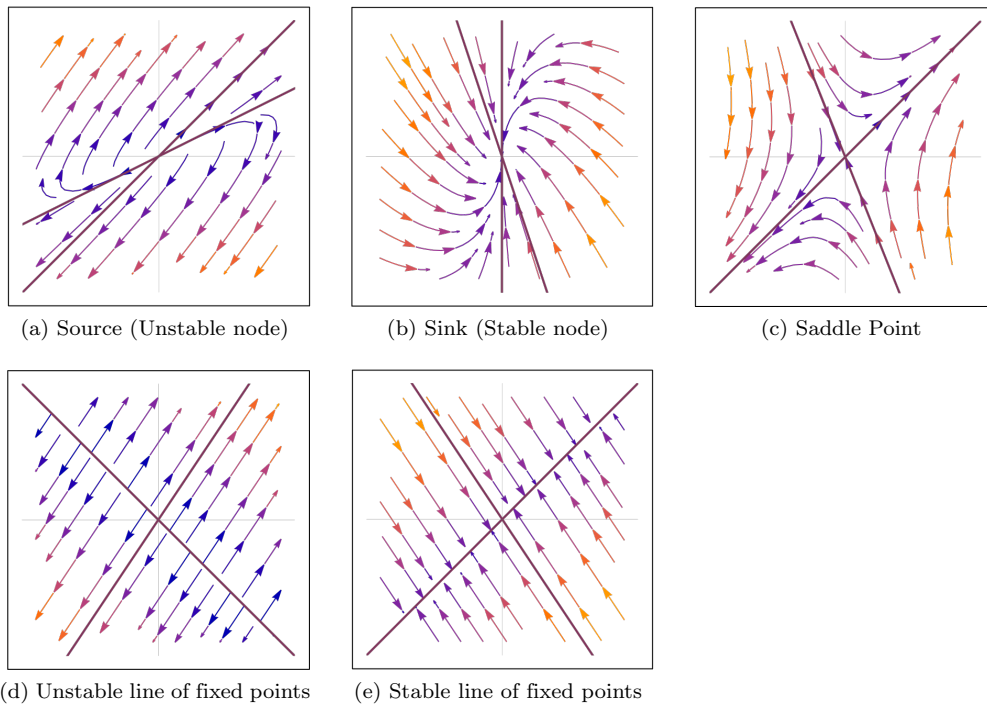 (a) Source (Unstable node)
(b) Sink (Stable node)
(c) Saddle Point
(d) Unstable line of fixed points
(e) Stable line of fixed points